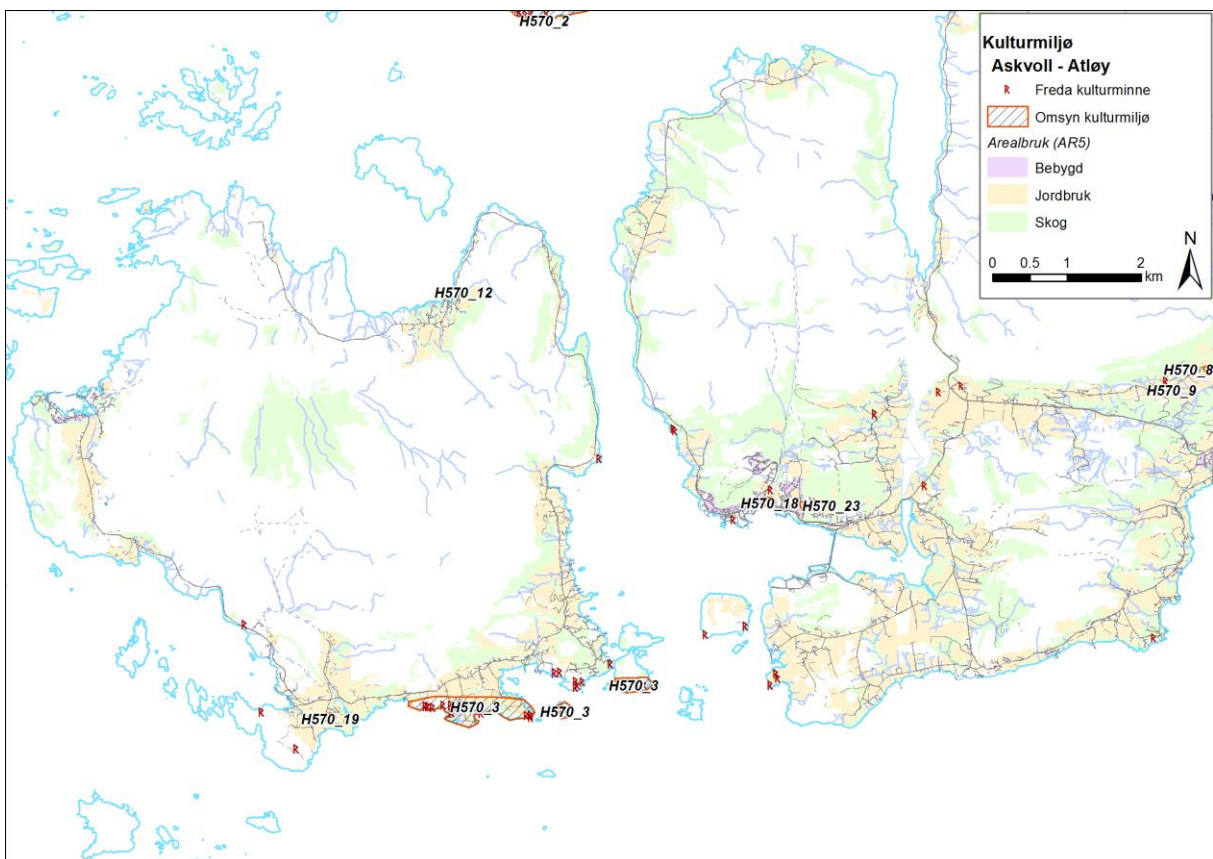 H570_2
Kulturmiljø
Askvoll - Atløy
R Freda kulturminne
Omsyn kulturmiljø
Arealbruk (AR5)
Bebygd
Jordbruk
Skog
N
0 0.5 1 2
km
H570_12
H570_8
H570_9
H570_18 H570_23
H570_3
H570_3 H570_3
H570_19